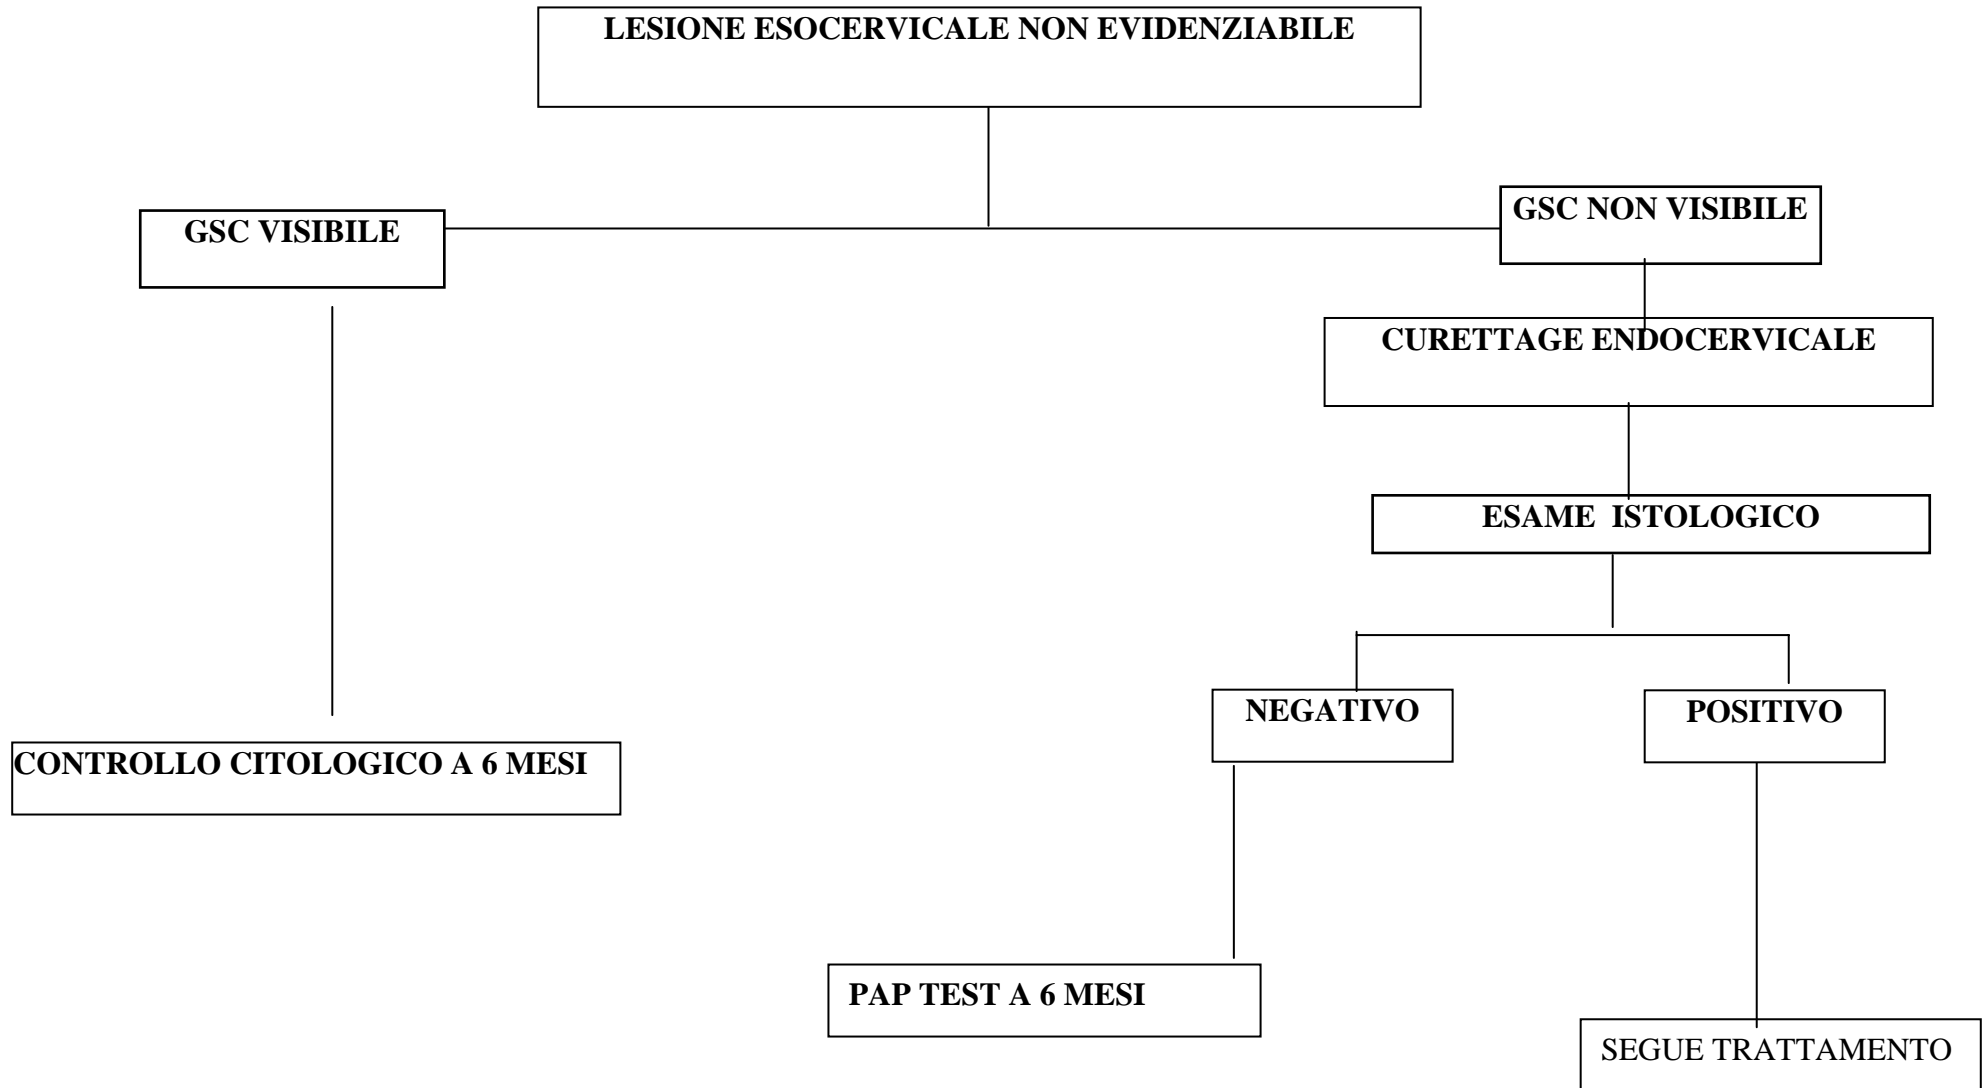 LESIONE ESOCERVICALE NON EVIDENZIABILE
GSC VISIBILE
GSC NON VISIBILE
CURETTAGE ENDOCERVICALE
ESAME ISTOLOGICO
NEGATIVO
POSITIVO
CONTROLLO CITOLOGICO A 6 MESI
PAP TEST A 6 MESI
SEGUE TRATTAMENTO